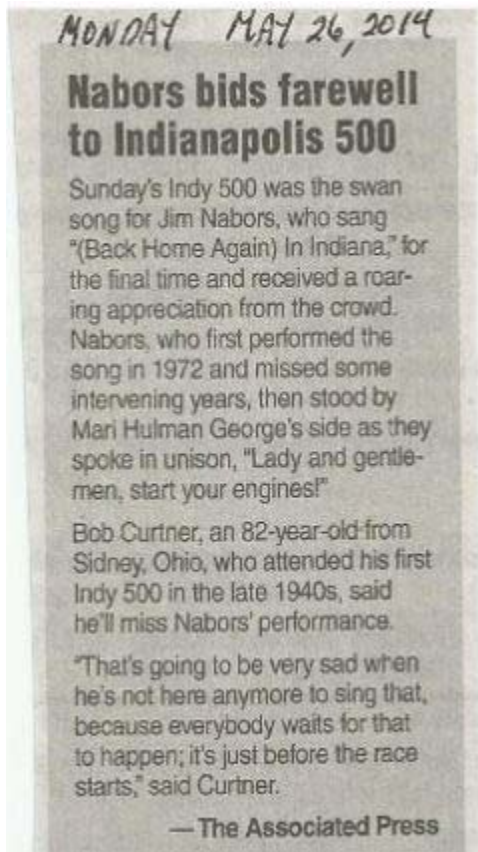 MONDAY MAY 26, 2014
Nabors bids farewell
to Indianapolis 500
Sunday's Indy 500 was the swan
song for Jim Nabors, who sang
"(Back Home Again) In Indiana," for
the final time and received a roar-
ing appreciation from the crowd.
Nabors, who first performed the
song in 1972 and missed some
intervening years, then stood by
Mari Hulman George's side as they
spoke in unison, "Lady and gentle-
men, start your engines!"
Bob Curtner, an 82-year-old from
Sidney, Ohio, who attended his first
Indy 500 in the late 1940s, said
he'll miss Nabors' performance.
"That's going to be very sad when
he's not here anymore to sing that,
because everybody waits for that
to happen; it's just before the race
starts," said Curtner.
— The Associated Press